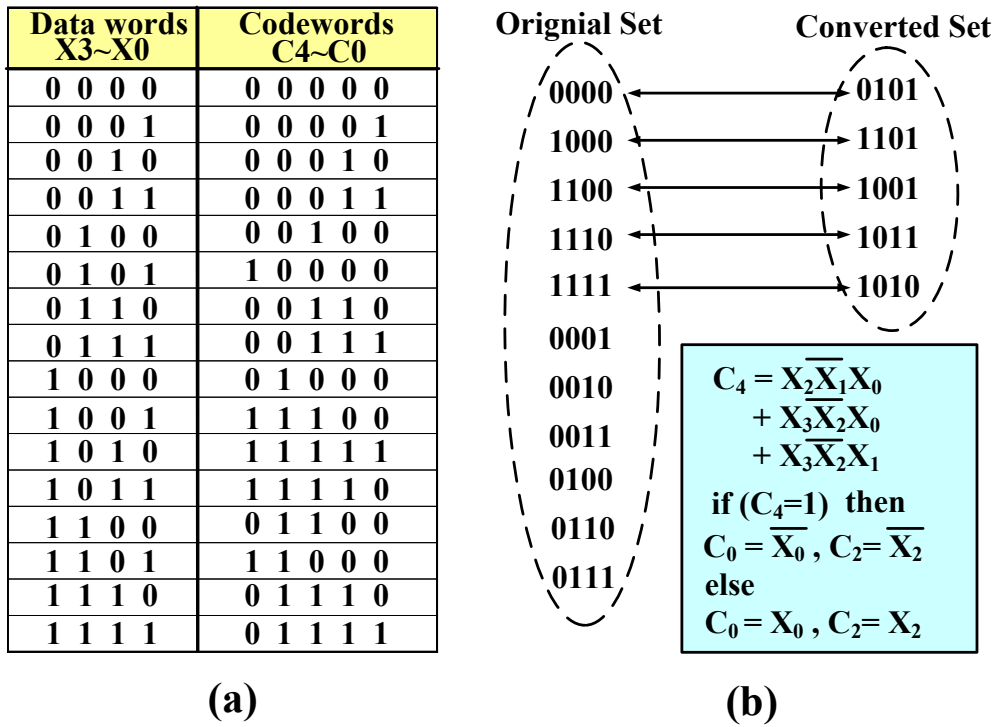 Data words Codewords
X3~X0 C4~C0
0 0 0 0 0 0 0 0 0
0 0 0 1 0 0 0 0 1
0 0 1 0 0 0 0 1 0
0 0 1 1 0 0 0 1 1
0 1 0 0 0 0 1 0 0
0 1 0 1 1 0 0 0 0
0 1 1 0 0 0 1 1 0
0 1 1 1 0 0 1 1 1
1 0 0 0 0 1 0 0 0
1 0 0 1 1 1 1 0 0
1 0 1 0 1 1 1 1 1
1 0 1 1 1 1 1 1 0
1 1 0 0 0 1 1 0 0
1 1 0 1 1 1 0 0 0
1 1 1 0 0 1 1 1 0
1 1 1 1 0 1 1 1 1
(a)
Orignial Set Converted Set
0000 0101
1000 1101
1100 1001
1110 1011
1111 1010
0001
0010
0011
0100
0110
0111
C₄ = X₂X̅₁X₀
+ X₃X̅₂X₀
+ X₃X̅₂X₁
if (C₄=1) then
C₀ = X̅₀ , C₂= X̅₂
else
C₀ = X₀ , C₂= X₂
(b)